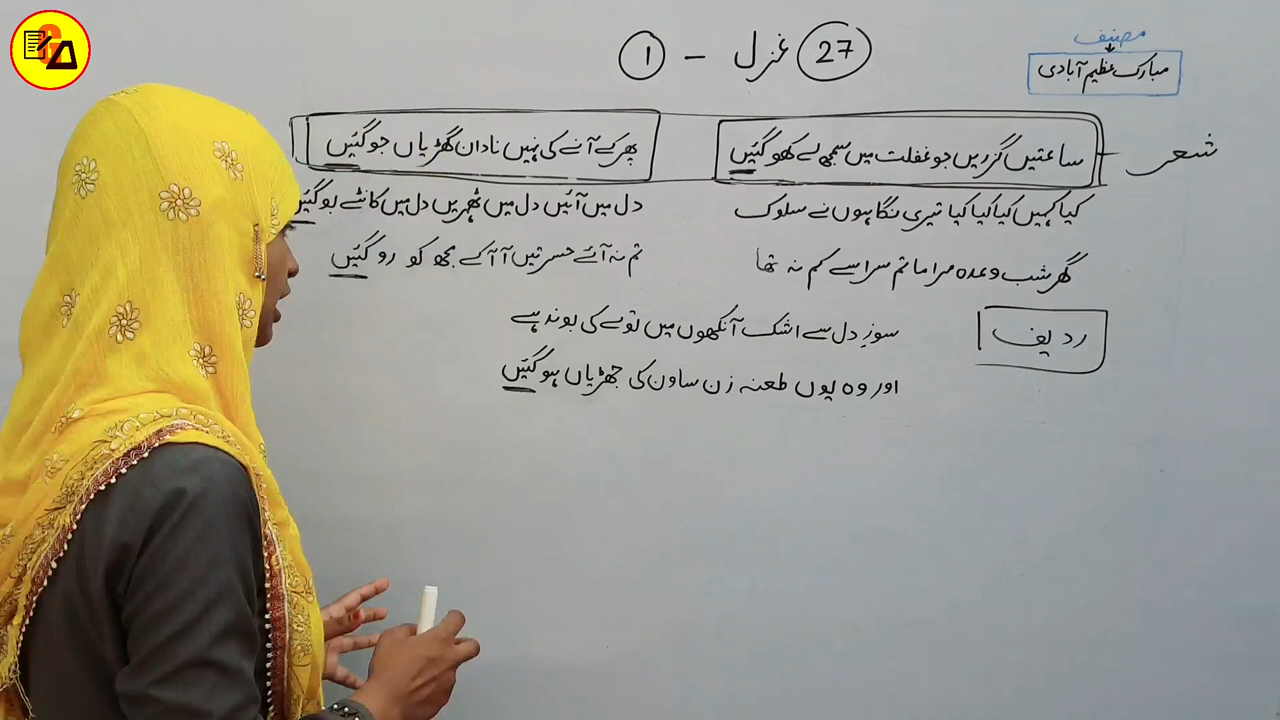 27 غزل - 1
مصنف
مبارک عظیم آبادی
شعر
ساعتیں گزریں جو غفلت میں سمجھ لے کھو گئیں پھر کے آنے کی نہیں نادان گھڑیاں جو گئیں
کیا کہیں کیا کیا کیا تیری نگاہوں نے سلوک دل میں آئیں دل میں ٹھہریں دل میں کانٹے بو گئیں
گھر شب وعدہ مرا ماتم سرا سے کم نہ تھا تم نہ آئے حسرتیں آ آ کے مجھ کو رو گئیں
ردیف
سوزِ دل سے اشک آنکھوں میں توے کی بوند ہے
اور وہ یوں طعنہ زن ساون کی جھڑیاں ہو گئیں